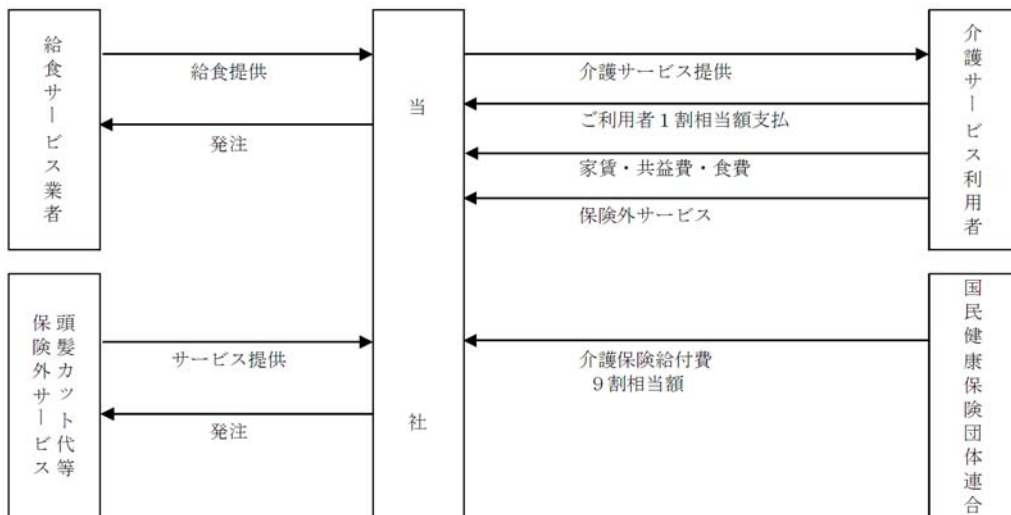 給食サービス業者
給食提供
発注
頭髪カット代等
保険外サービス
サービス提供
発注
当社
介護サービス提供
ご利用者１割相当額支払
家賃・共益費・食費
保険外サービス
介護保険給付費
９割相当額
介護サービス利用者
国民健康保険団体連合